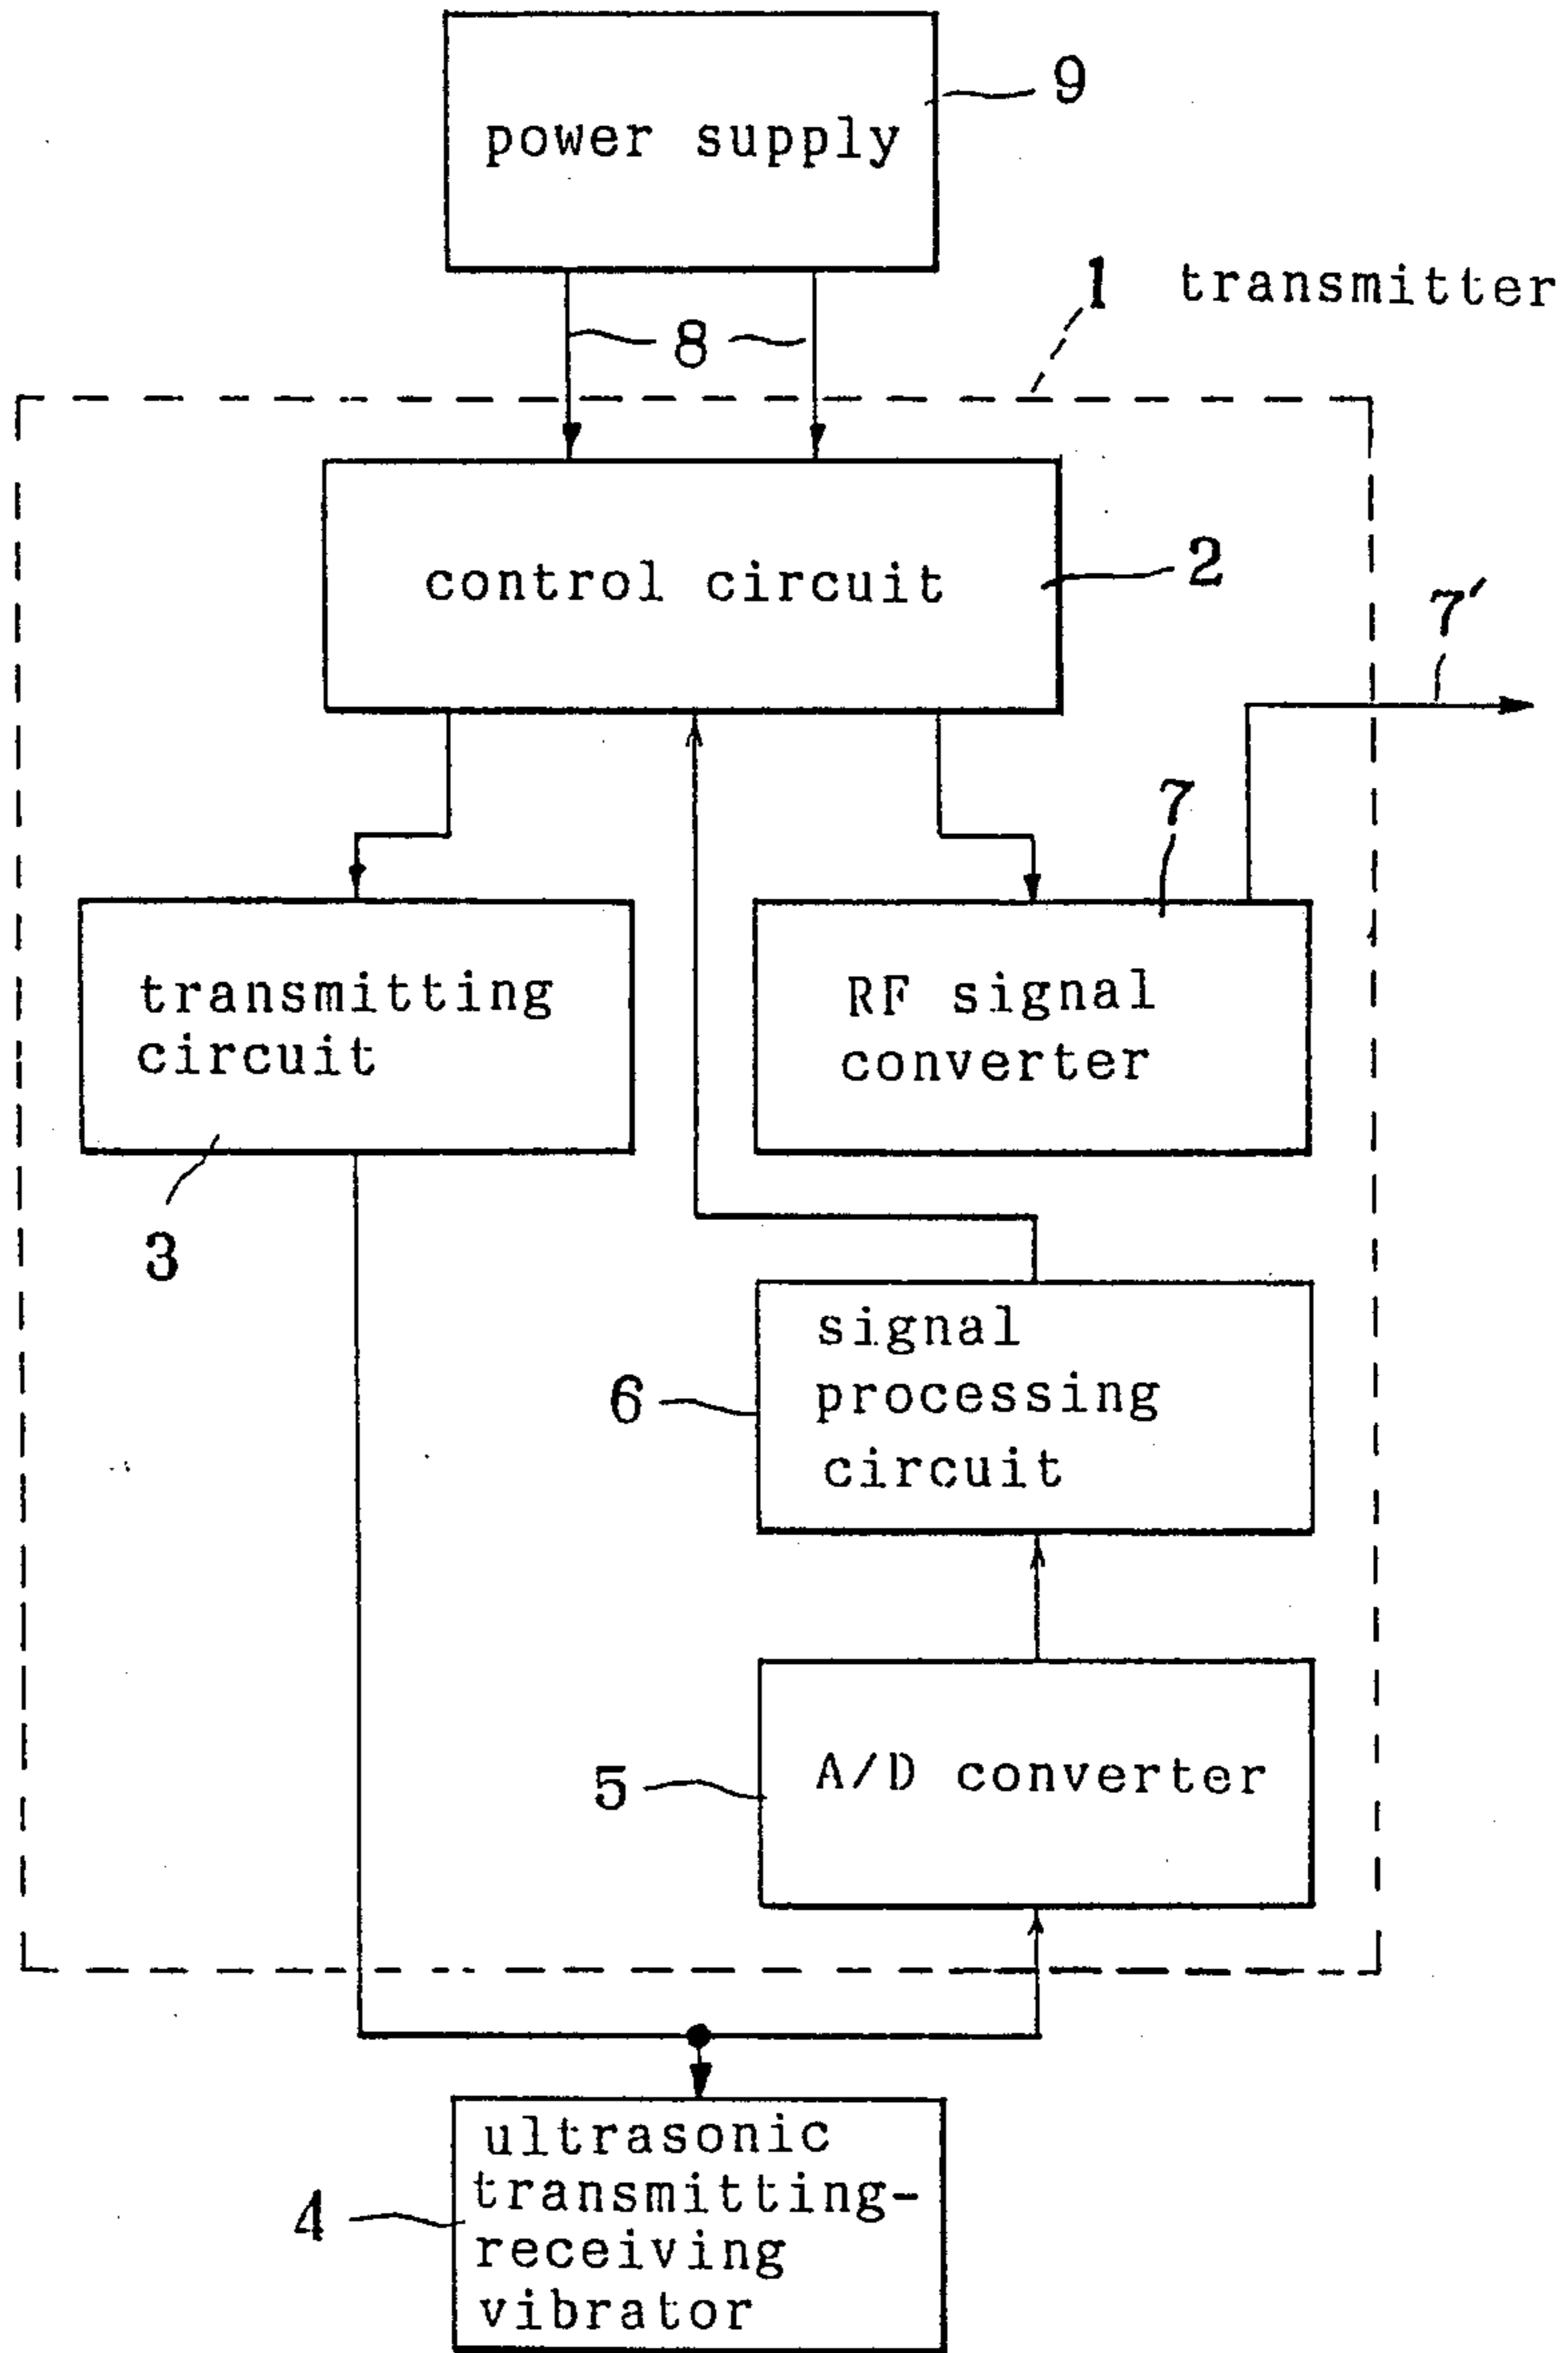 power supply
9
1 transmitter
8
control circuit
2
7'
7
transmitting
circuit
3
RF signal
converter
signal
processing
circuit
6
A/D converter
5
ultrasonic
transmitting-
receiving
vibrator
4